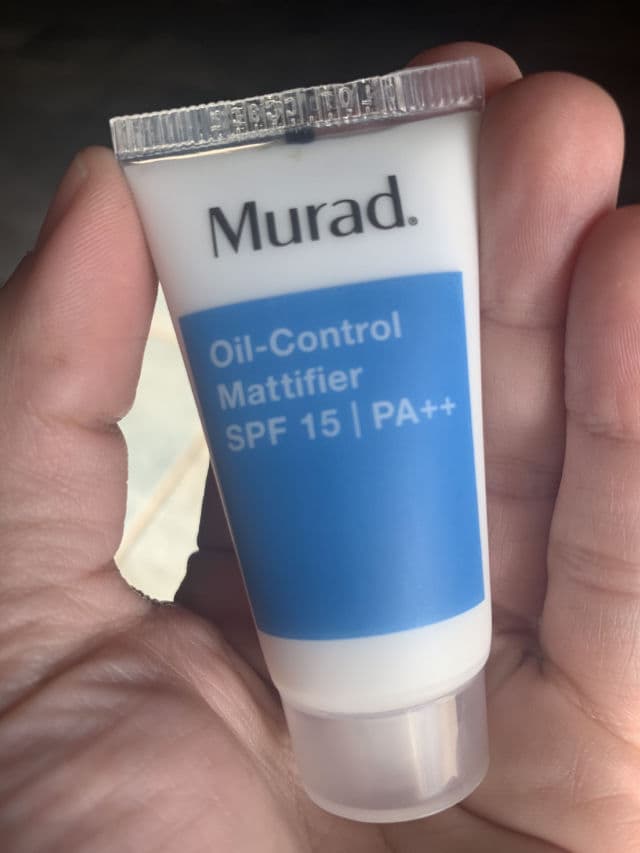 Murad.
Oil-Control
Mattifier
SPF 15 | PA++